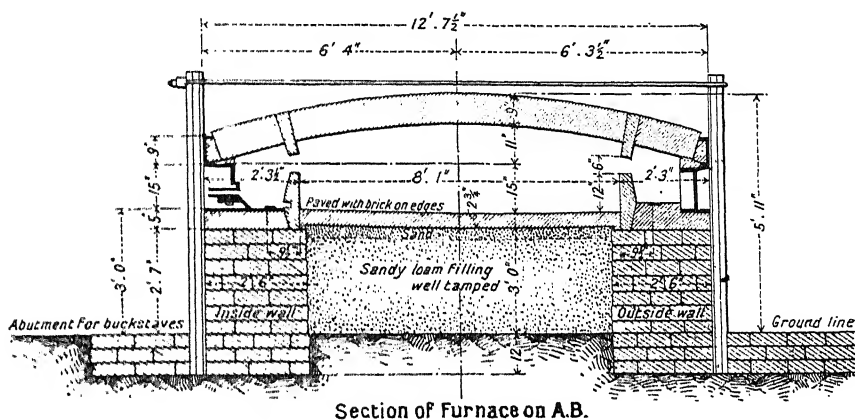 12'. 7½"
6' 4" 6'. 3½"
9"
9"
11"
6"
2'. 3½" 8'. 1" 2'. 3"
15"
15"
12"
Paved with brick on edges
2¾"
5"
Sand
9½" 9½"
5'. 11"
3'. 0"
2'. 7"
Sandy loam filling
well tamped
3'. 0"
2'. 6" 2'. 6"
Inside wall Outside wall
Abutment for buckstaves Ground line
12"
Section of Furnace on A.B.